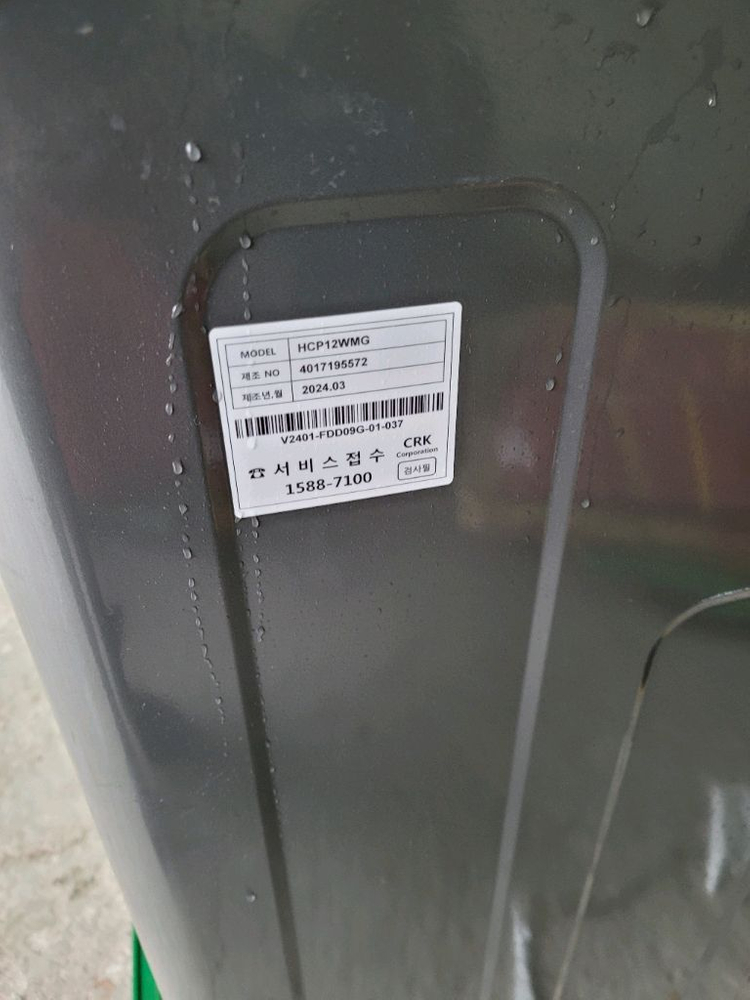 MODEL HCP12WMG
제조 NO 4017195572
제조년.월 2024.03
V2401-FDD09G-01-037
☎ 서비스접수 CRK
Corporation
1588-7100 검사필